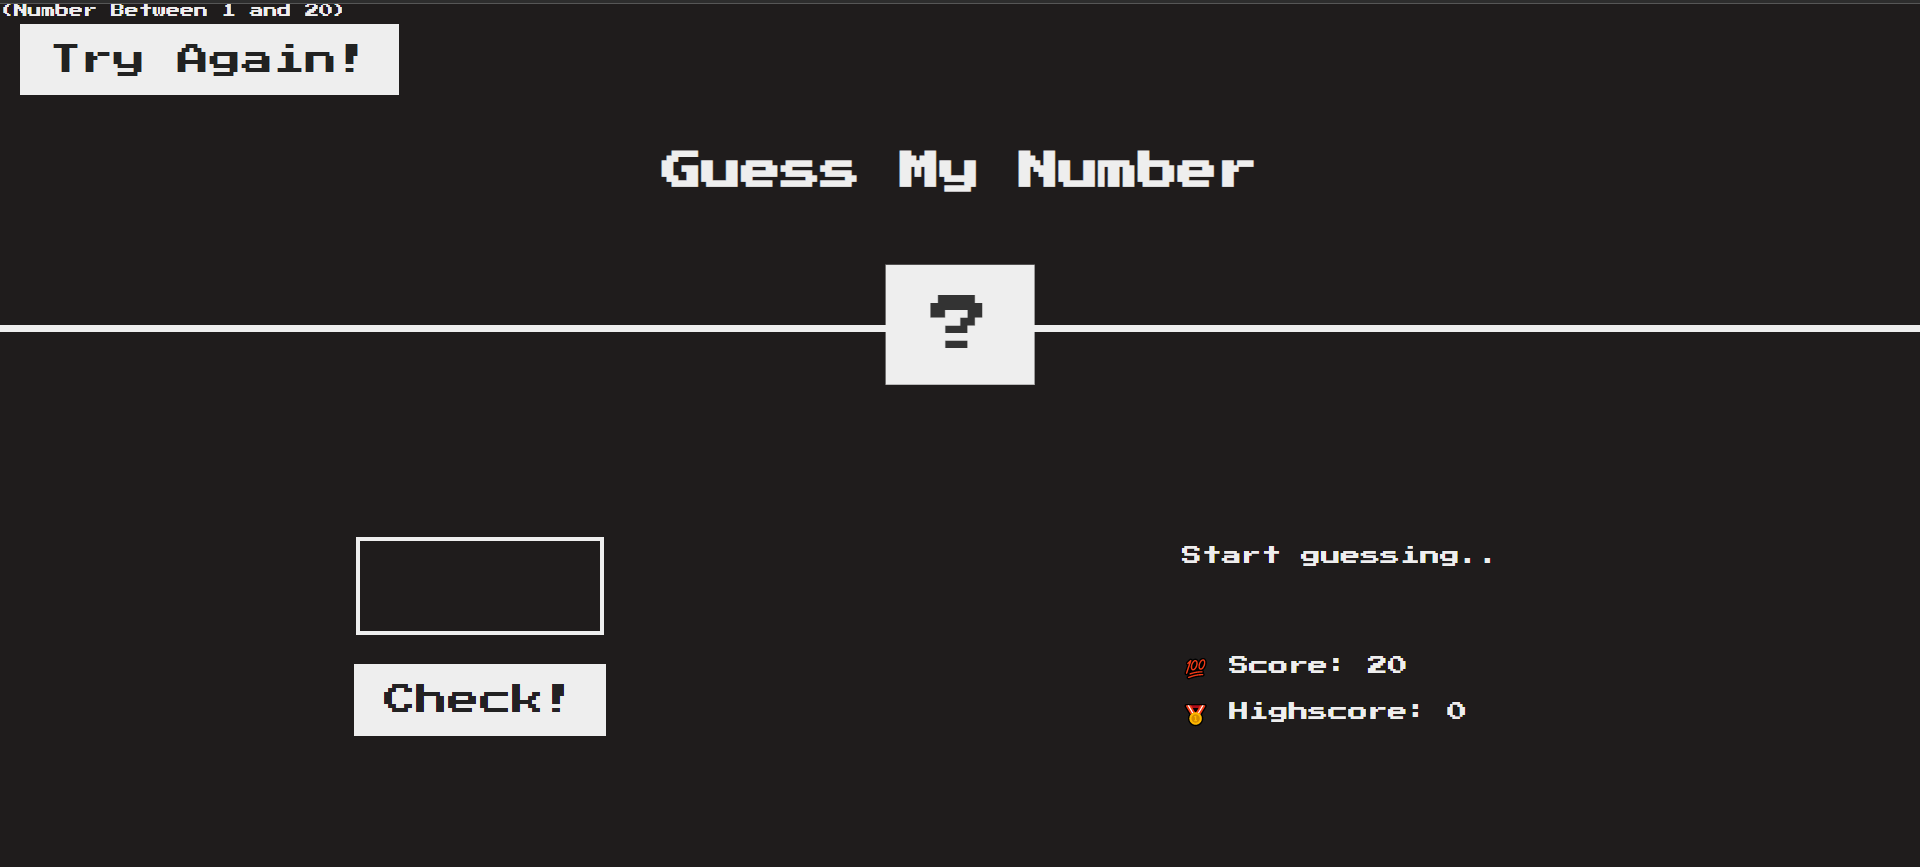 (Number Between 1 and 20)
Try Again!
Guess My Number
?
Start guessing..
Check!
💯 Score: 20
🥇 Highscore: 0